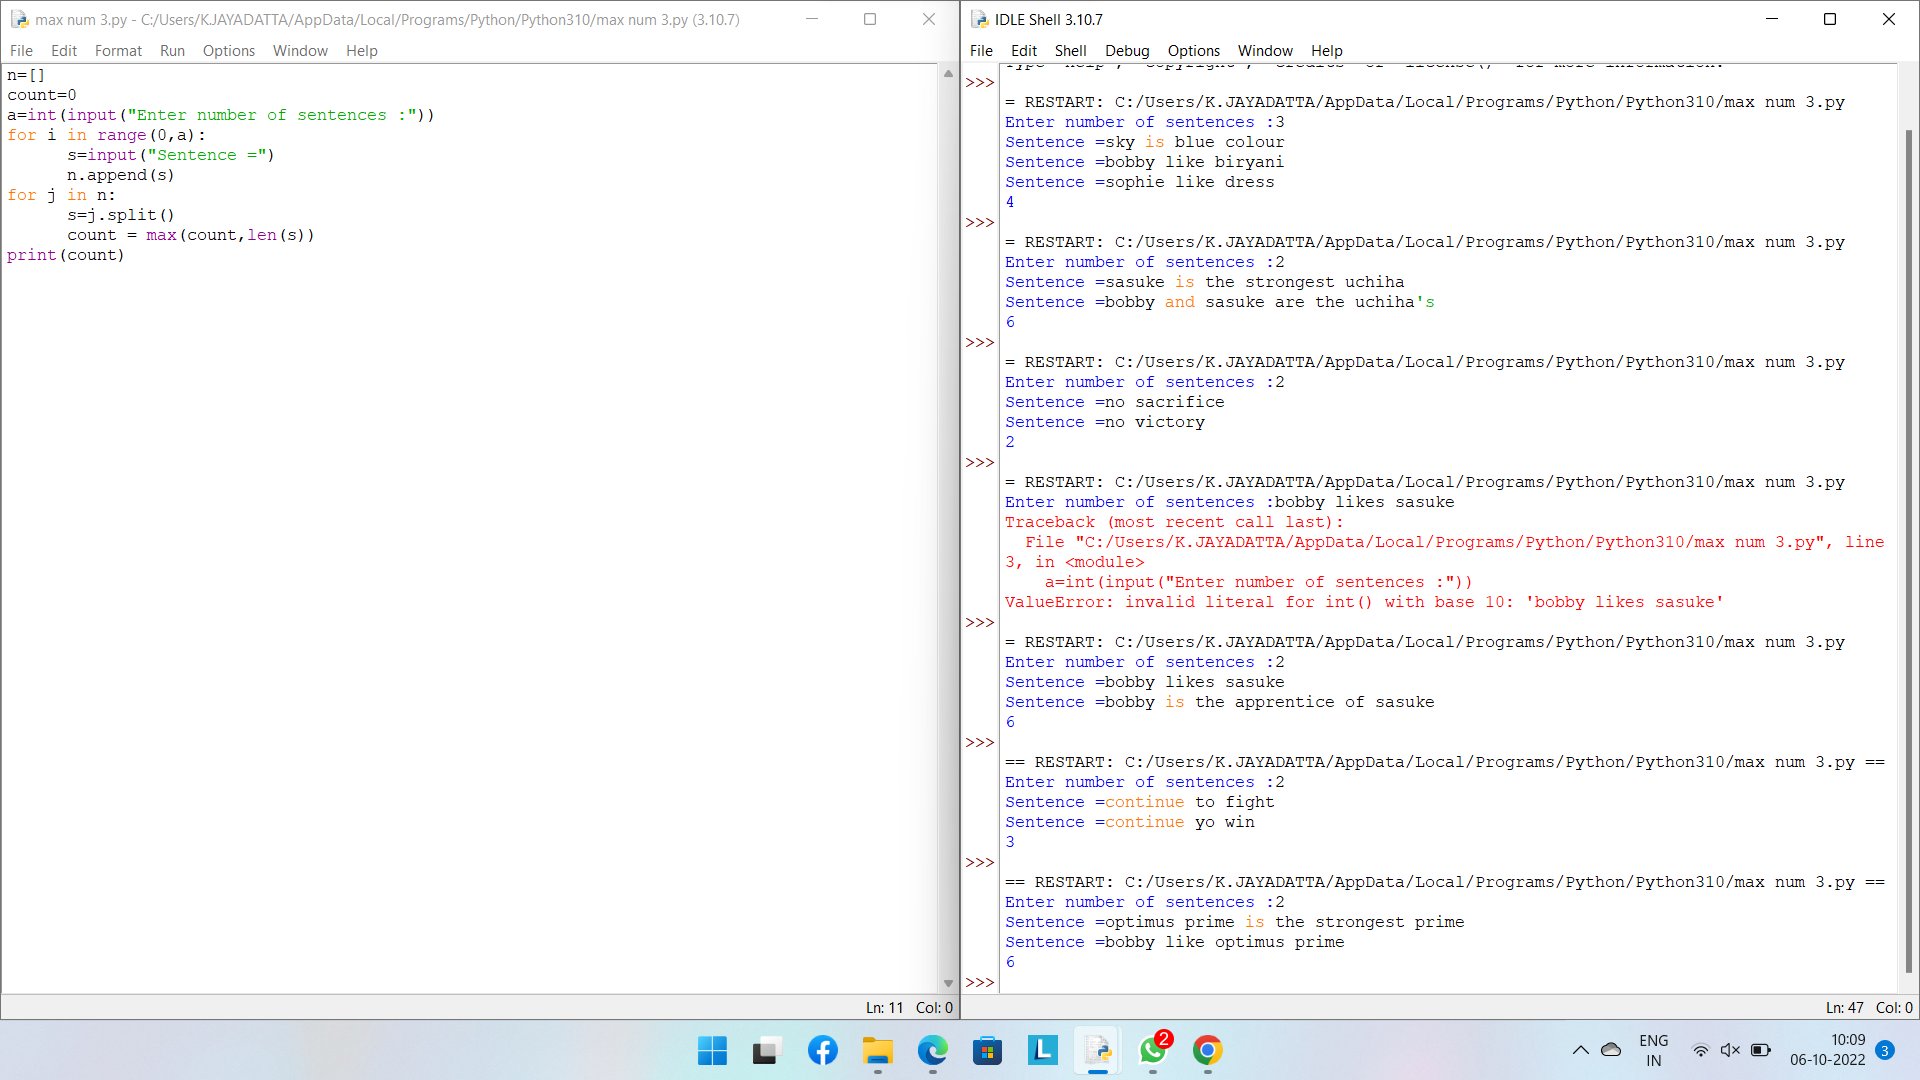 max num 3.py - C:/Users/K.JAYADATTA/AppData/Local/Programs/Python/Python310/max num 3.py (3.10.7)
File Edit Format Run Options Window Help
n=[]
count=0
a=int(input("Enter number of sentences :"))
for i in range(0,a):
      s=input("Sentence =")
      n.append(s)
for j in n:
      s=j.split()
      count = max(count,len(s))
print(count)
Ln: 11 Col: 0
IDLE Shell 3.10.7
File Edit Shell Debug Options Window Help
Type "help", "copyright", "credits" or "license()" for more information.
>>>
= RESTART: C:/Users/K.JAYADATTA/AppData/Local/Programs/Python/Python310/max num 3.py
Enter number of sentences :3
Sentence =sky is blue colour
Sentence =bobby like biryani
Sentence =sophie like dress
4
>>>
= RESTART: C:/Users/K.JAYADATTA/AppData/Local/Programs/Python/Python310/max num 3.py
Enter number of sentences :2
Sentence =sasuke is the strongest uchiha
Sentence =bobby and sasuke are the uchiha's
6
>>>
= RESTART: C:/Users/K.JAYADATTA/AppData/Local/Programs/Python/Python310/max num 3.py
Enter number of sentences :2
Sentence =no sacrifice
Sentence =no victory
2
>>>
= RESTART: C:/Users/K.JAYADATTA/AppData/Local/Programs/Python/Python310/max num 3.py
Enter number of sentences :bobby likes sasuke
Traceback (most recent call last):
  File "C:/Users/K.JAYADATTA/AppData/Local/Programs/Python/Python310/max num 3.py", line
3, in <module>
    a=int(input("Enter number of sentences :"))
ValueError: invalid literal for int() with base 10: 'bobby likes sasuke'
>>>
= RESTART: C:/Users/K.JAYADATTA/AppData/Local/Programs/Python/Python310/max num 3.py
Enter number of sentences :2
Sentence =bobby likes sasuke
Sentence =bobby is the apprentice of sasuke
6
>>>
== RESTART: C:/Users/K.JAYADATTA/AppData/Local/Programs/Python/Python310/max num 3.py ==
Enter number of sentences :2
Sentence =continue to fight
Sentence =continue yo win
3
>>>
== RESTART: C:/Users/K.JAYADATTA/AppData/Local/Programs/Python/Python310/max num 3.py ==
Enter number of sentences :2
Sentence =optimus prime is the strongest prime
Sentence =bobby like optimus prime
6
>>>
Ln: 47 Col: 0
L
2
ENG
IN
10:09
06-10-2022
3